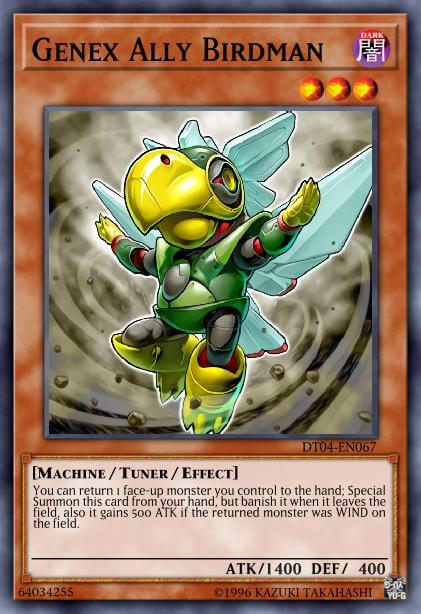 GENEX ALLY BIRDMAN
DARK
闇
DT04-EN067
[MACHINE / TUNER / EFFECT]
You can return 1 face-up monster you control to the hand; Special
Summon this card from your hand, but banish it when it leaves the
field, also it gains 500 ATK if the returned monster was WIND on
the field.
ATK/1400 DEF/ 400
64034255
©1996 KAZUKI TAKAHASHI